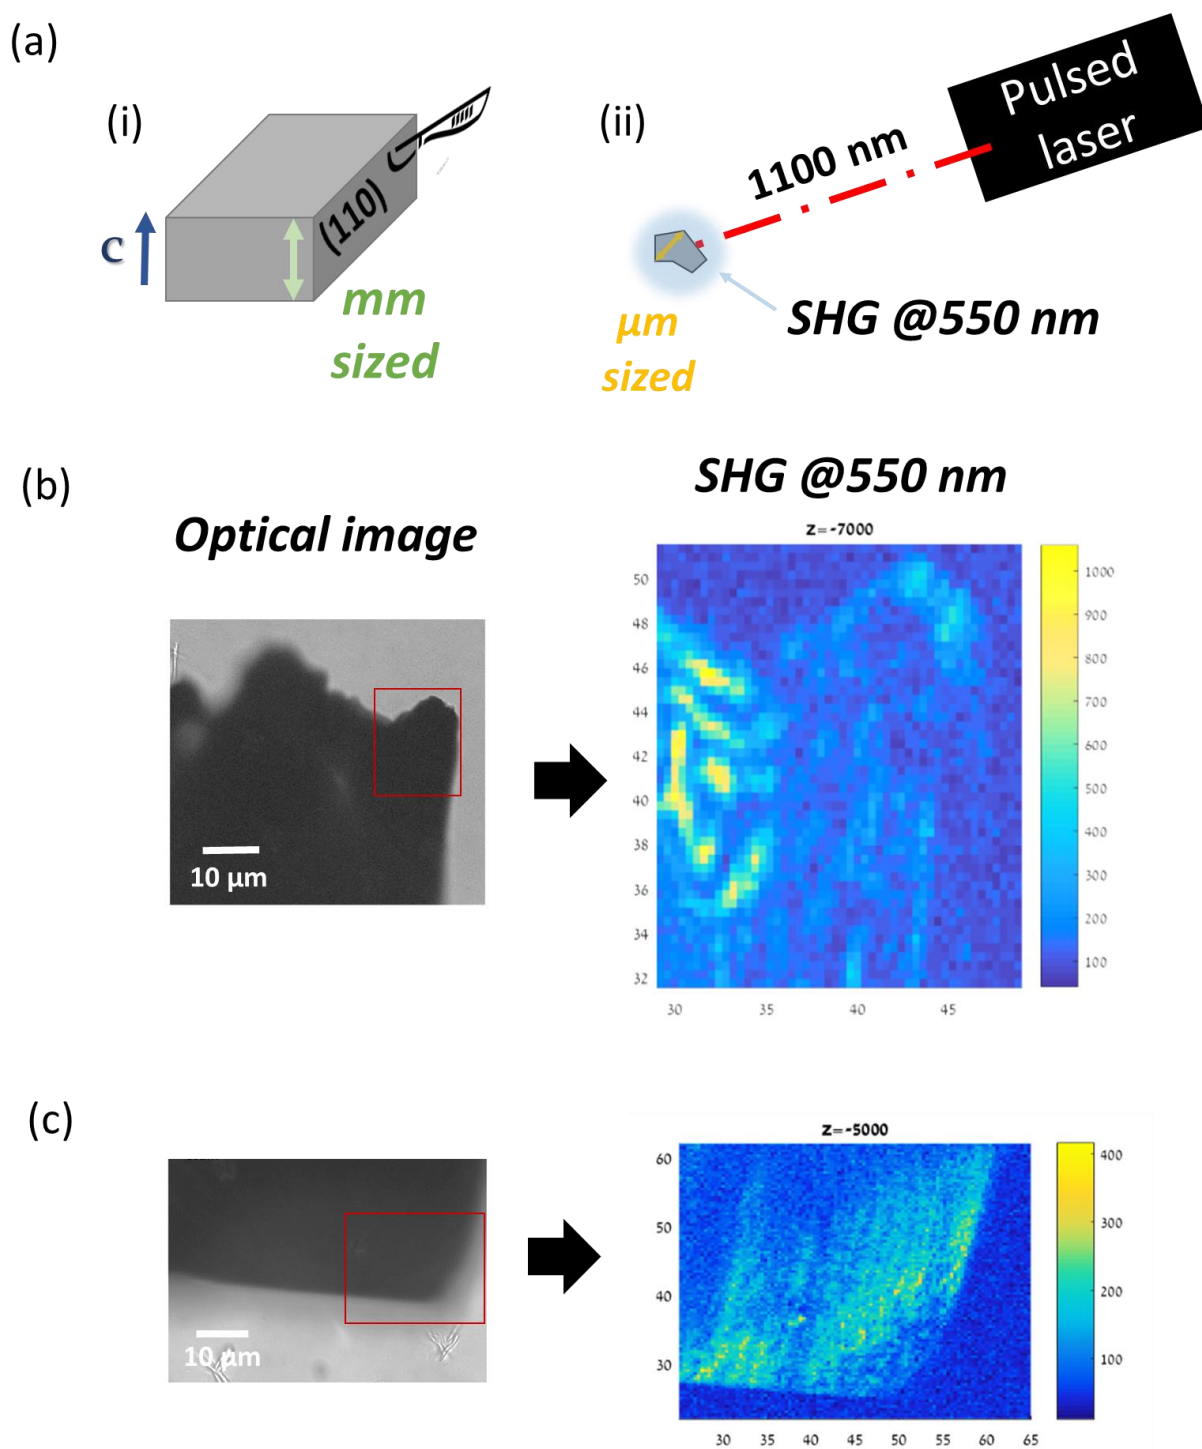 (a)
(i)
(ii)
Pulsed
laser
1100 nm
(110)
c
mm
sized
µm
sized
SHG @550 nm
(b)
Optical image
SHG @550 nm
z=-7000
50
48
46
44
42
40
38
36
34
32
30 35 40 45
1000
900
800
700
600
500
400
300
200
100
10 µm
(c)
z=-5000
60
50
40
30
30 35 40 45 50 55 60 65
400
300
200
100
10 µm